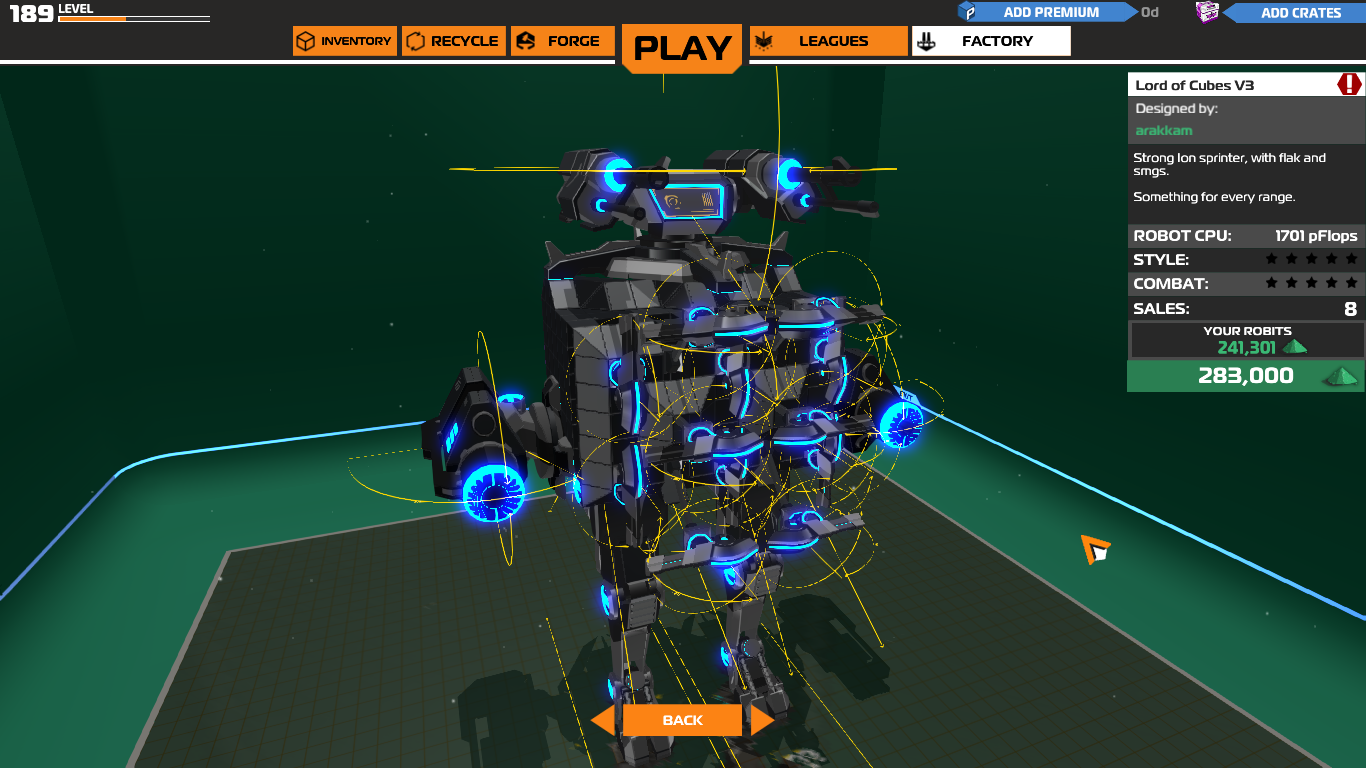 189 LEVEL
ADD PREMIUM 0d
ADD CRATES
INVENTORY
RECYCLE
FORGE
PLAY
LEAGUES
FACTORY
Lord of Cubes V3
Designed by:
arakkam
Strong Ion sprinter, with flak and
smgs.
Something for every range.
ROBOT CPU: 1701 pFlops
STYLE:
COMBAT:
SALES: 8
YOUR ROBITS
241,301
283,000
BACK